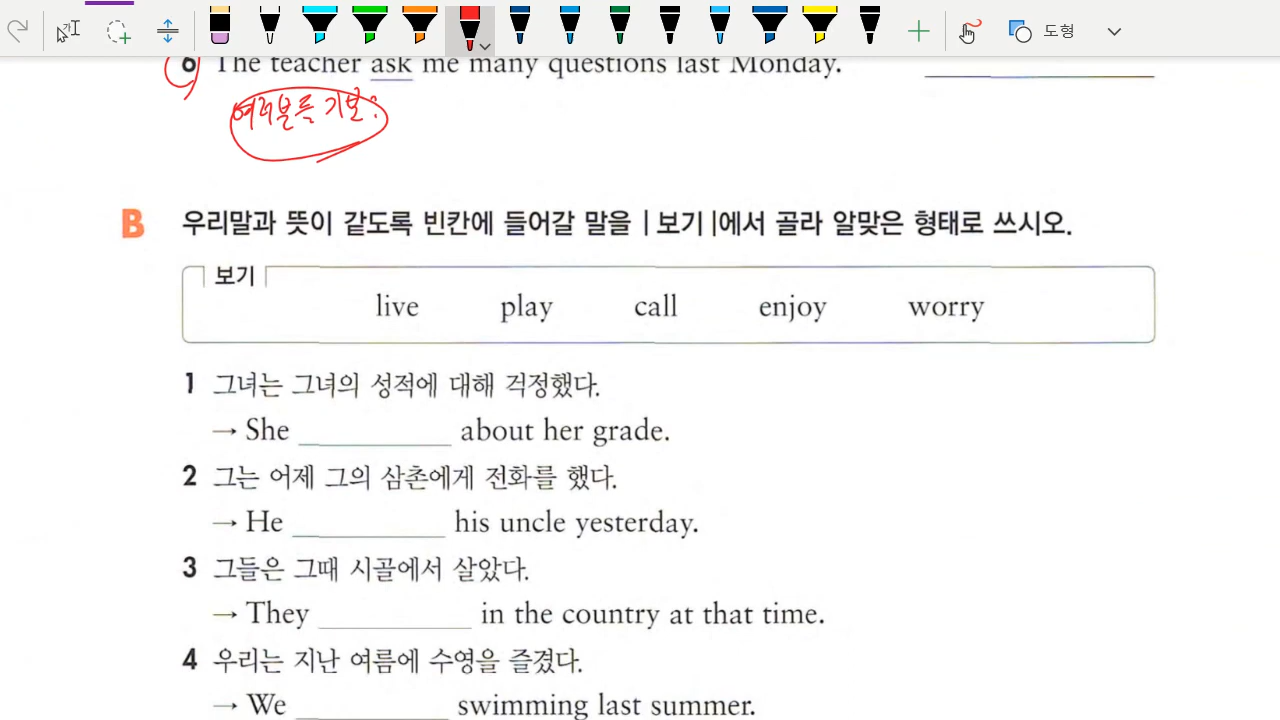 도형
6 The teacher ask me many questions last Monday.
B 우리말과 뜻이 같도록 빈칸에 들어갈 말을 |보기|에서 골라 알맞은 형태로 쓰시오.
보기
live play call enjoy worry
1 그녀는 그녀의 성적에 대해 걱정했다.
→ She __________ about her grade.
2 그는 어제 그의 삼촌에게 전화를 했다.
→ He __________ his uncle yesterday.
3 그들은 그때 시골에서 살았다.
→ They __________ in the country at that time.
4 우리는 지난 여름에 수영을 즐겼다.
→ We __________ swimming last summer.